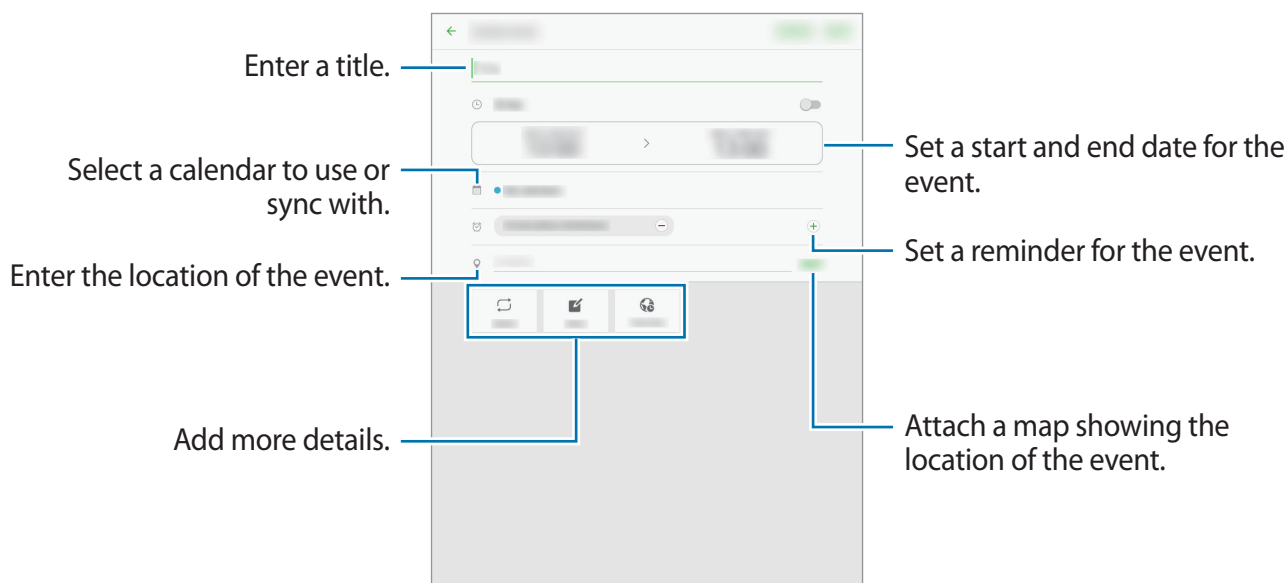 Enter a title.
Select a calendar to use or
sync with.
Enter the location of the event.
Add more details.
Set a start and end date for the
event.
Set a reminder for the event.
Attach a map showing the
location of the event.